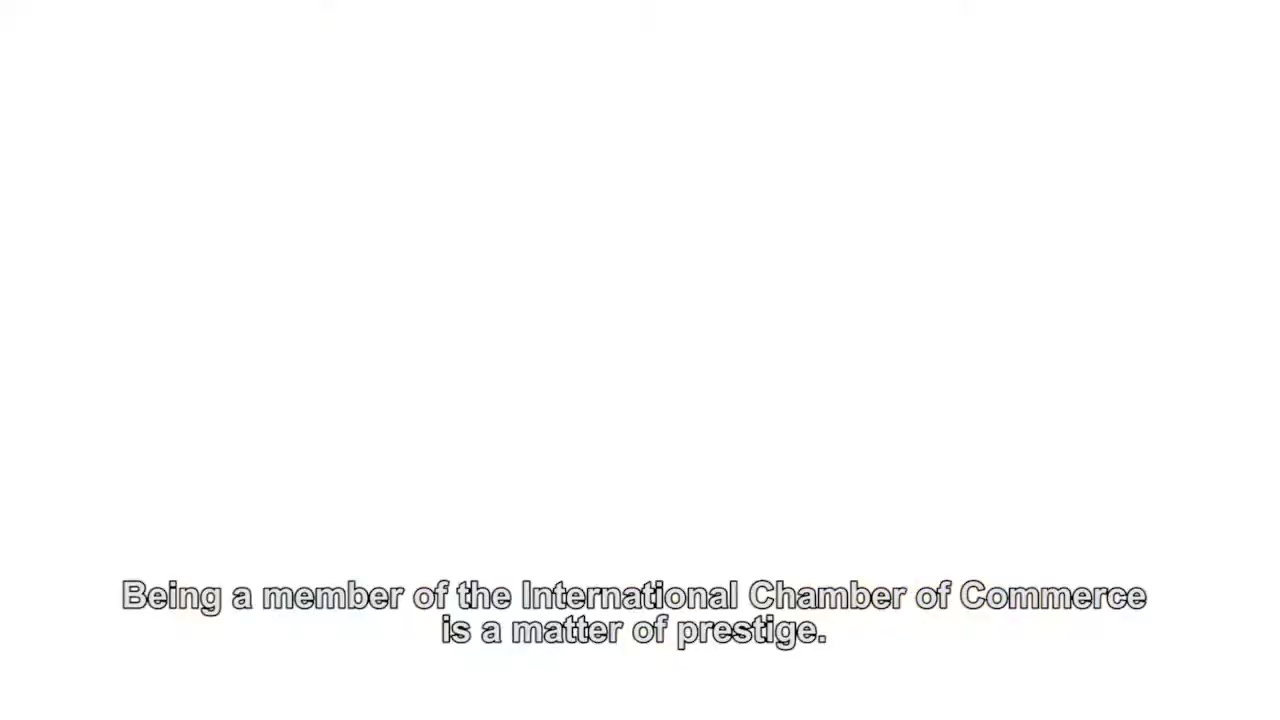 Being a member of the International Chamber of Commerce
is a matter of prestige.